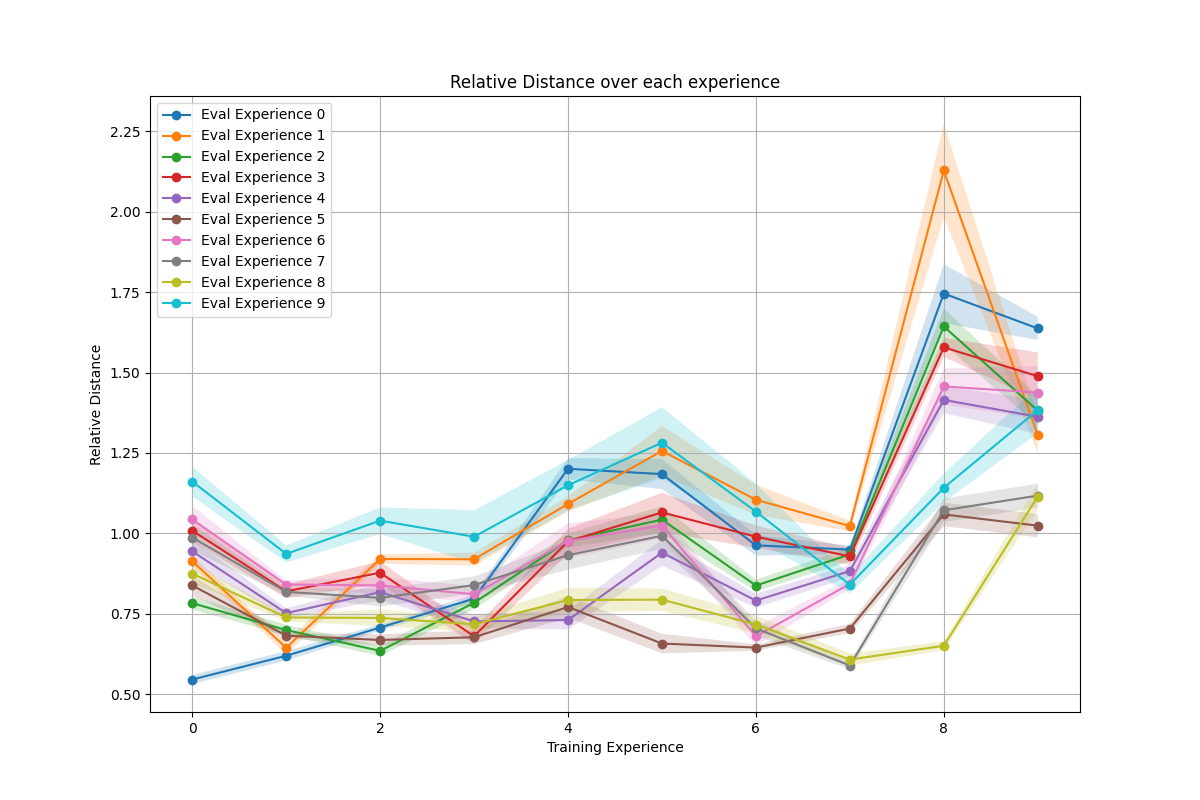 Relative Distance over each experience
Eval Experience 0
Eval Experience 1
Eval Experience 2
Eval Experience 3
Eval Experience 4
Eval Experience 5
Eval Experience 6
Eval Experience 7
Eval Experience 8
Eval Experience 9
Relative Distance
2.25
2.00
1.75
1.50
1.25
1.00
0.75
0.50
0 2 4 6 8
Training Experience